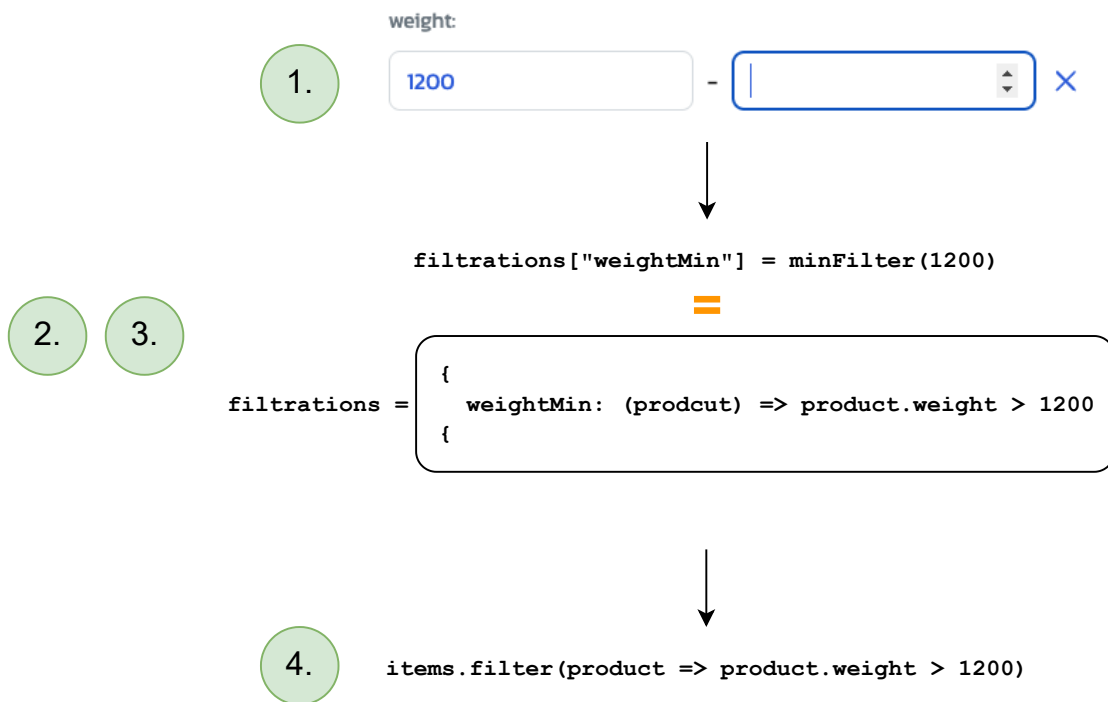 weight:
1.
1200
-
filtrations["weightMin"] = minFilter(1200)
=
2.
3.
filtrations =
{
weightMin: (prodcut) => product.weight > 1200
{
4.
items.filter(product => product.weight > 1200)